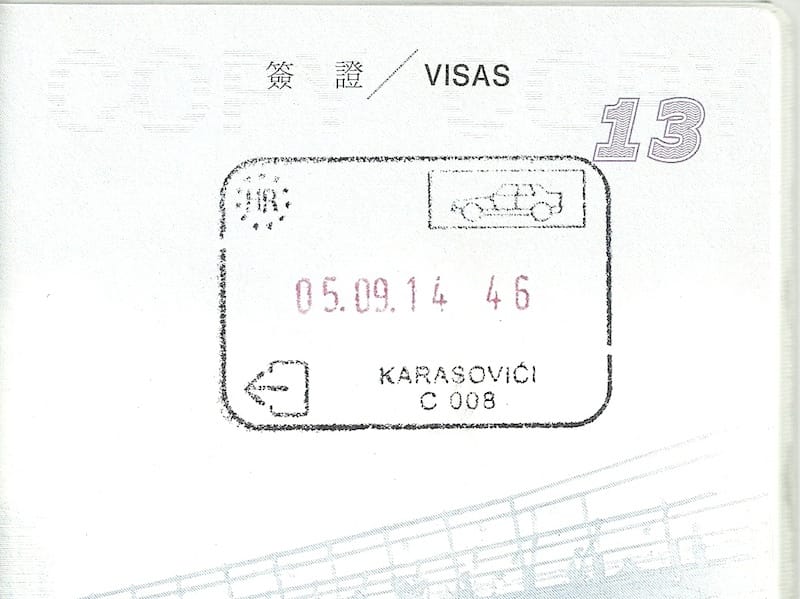 簽證／VISAS
13
HR
05.09.14 46
KARASOVIĆI
C 008